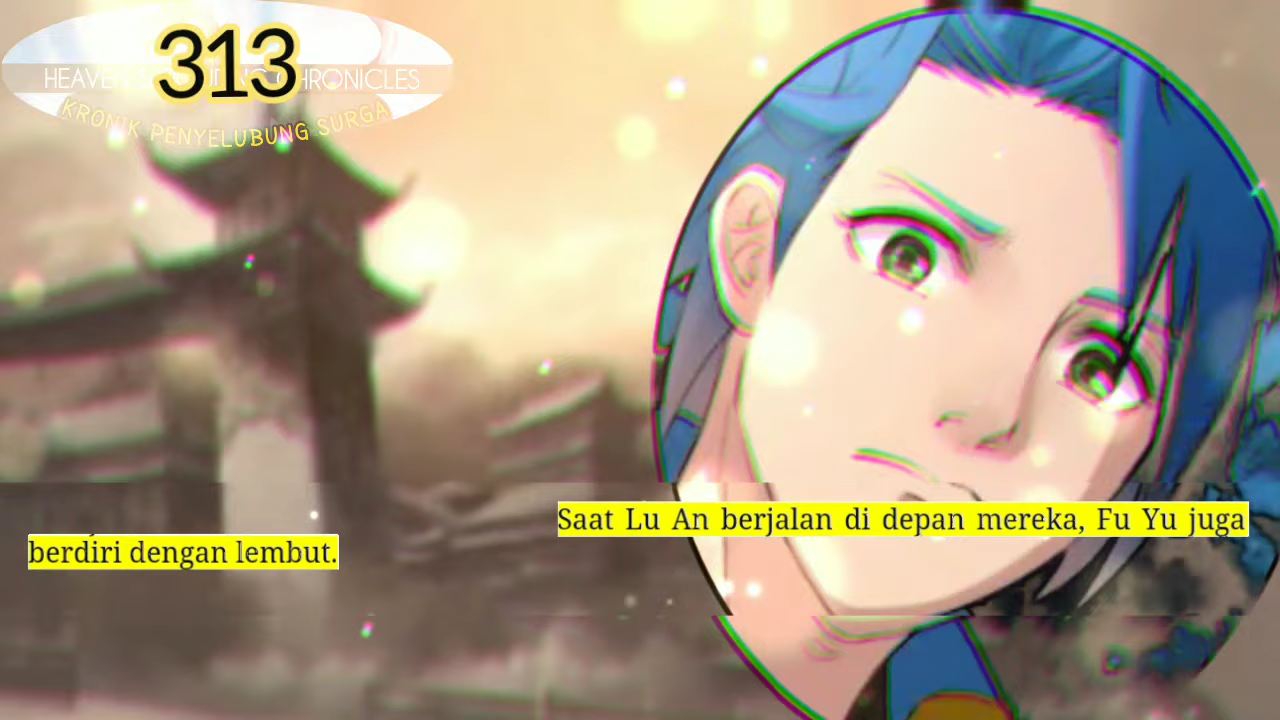 313
HEAVEN CHRONICLES
KRONIK PENYELUBUNG SURGA
Saat Lu An berjalan di depan mereka, Fu Yu juga
berdiri dengan lembut.